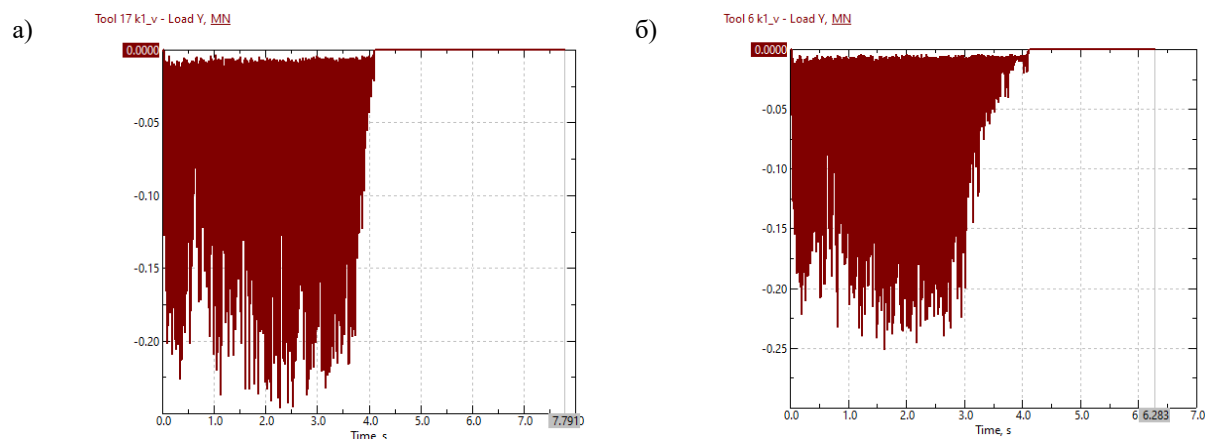 а)
Tool 17 k1_v - Load Y, MN
0.0000
-0.05
-0.10
-0.15
-0.20
0.0 1.0 2.0 3.0 4.0 5.0 6.0 7.0 7.791 8.0
Time, s
б)
Tool 6 k1_v - Load Y, MN
0.0000
-0.05
-0.10
-0.15
-0.20
-0.25
0.0 1.0 2.0 3.0 4.0 5.0 6.283 7.0
Time, s